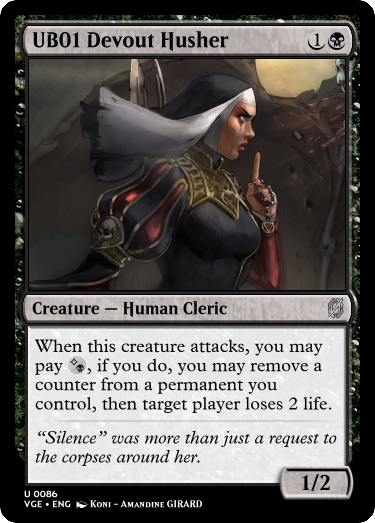 UB01 Devout Husher 1
Creature — Human Cleric
When this creature attacks, you may
pay , if you do, you may remove a
counter from a permanent you
control, then target player loses 2 life.
“Silence” was more than just a request to
the corpses around her.
1/2
U 0086
VGE • ENG Koni – Amandine GIRARD